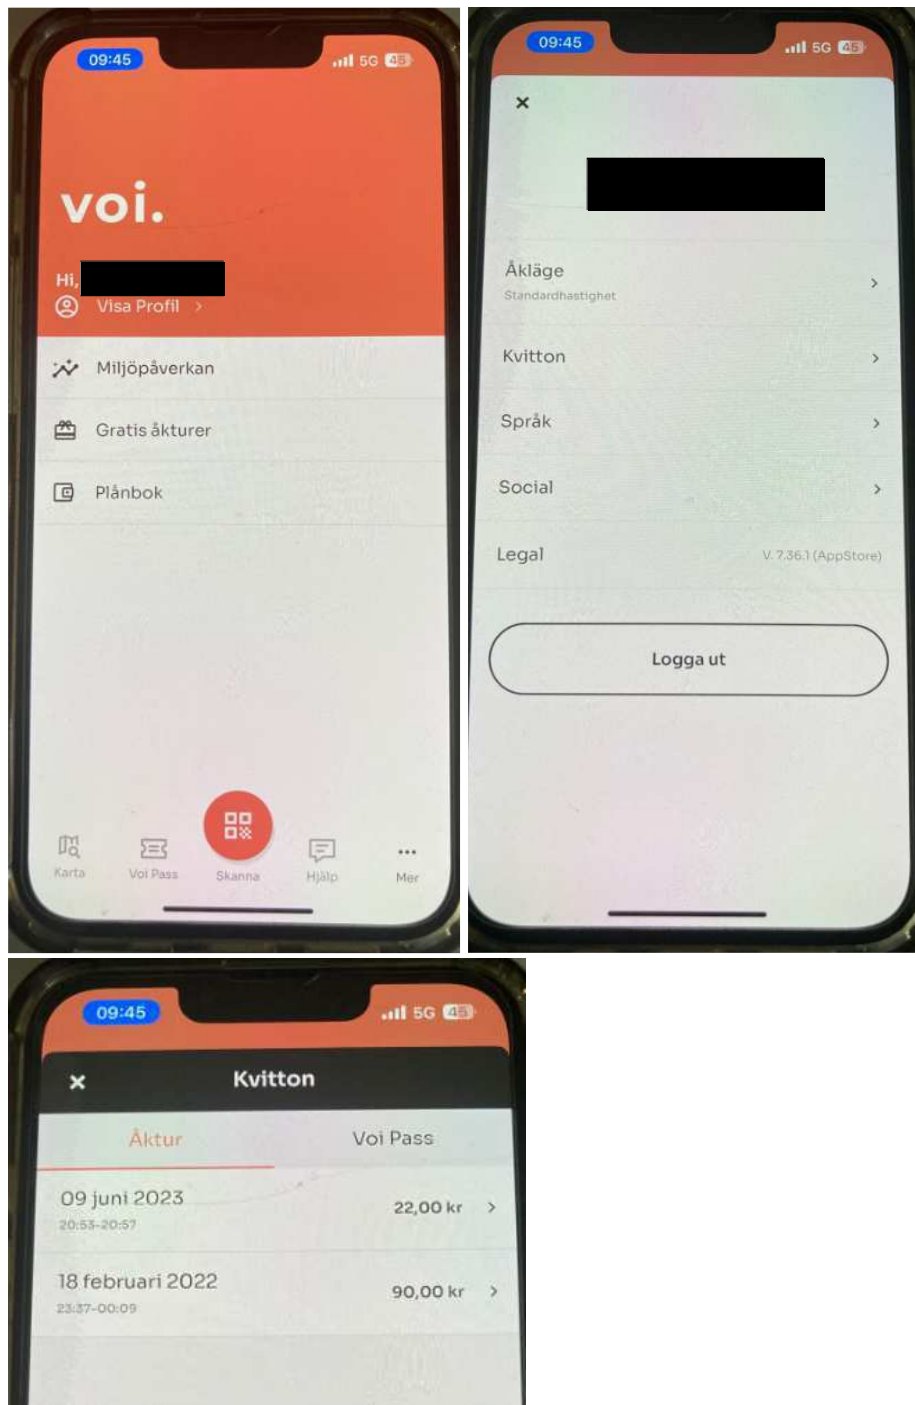 09:45
5G 45
voi.
Hi,
Visa Profil
Miljöpåverkan
Gratis åkturer
Plånbok
Karta
Voi Pass
Skanna
Hjälp
Mer
09:45
5G 45
Åkläge
Standardhastighet
Kvitton
Språk
Social
Legal
V. 7.36.1 (AppStore)
Logga ut
09:45
5G 45
Kvitton
Åktur
Voi Pass
09 juni 2023
22,00 kr
20:53-20:57
18 februari 2022
90,00 kr
23:37-00:09